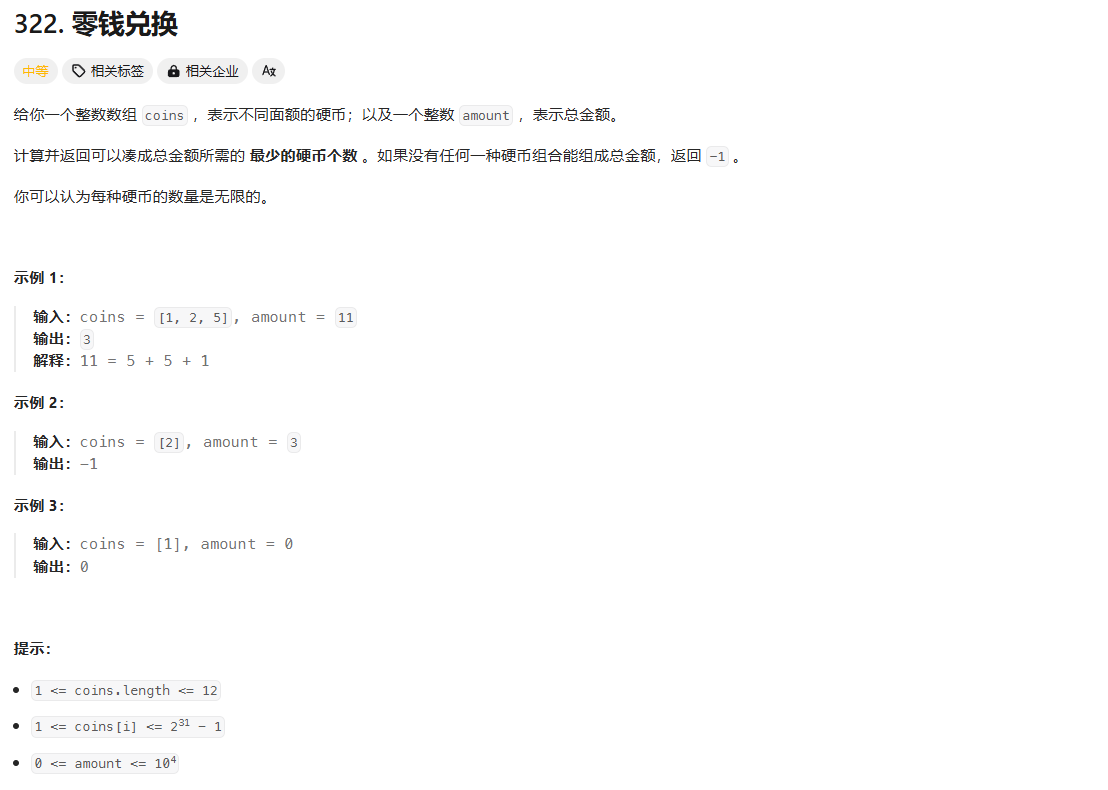 322. 零钱兑换
中等 相关标签 相关企业 Aあ
给你一个整数数组 coins ，表示不同面额的硬币；以及一个整数 amount ，表示总金额。
计算并返回可以凑成总金额所需的 最少的硬币个数 。如果没有任何一种硬币组合能组成总金额，返回 -1 。
你可以认为每种硬币的数量是无限的。
示例 1：
输入：coins = [1, 2, 5], amount = 11
输出：3
解释：11 = 5 + 5 + 1
示例 2：
输入：coins = [2], amount = 3
输出：-1
示例 3：
输入：coins = [1], amount = 0
输出：0
提示：
• 1 <= coins.length <= 12
• 1 <= coins[i] <= 2³¹ - 1
• 0 <= amount <= 10⁴